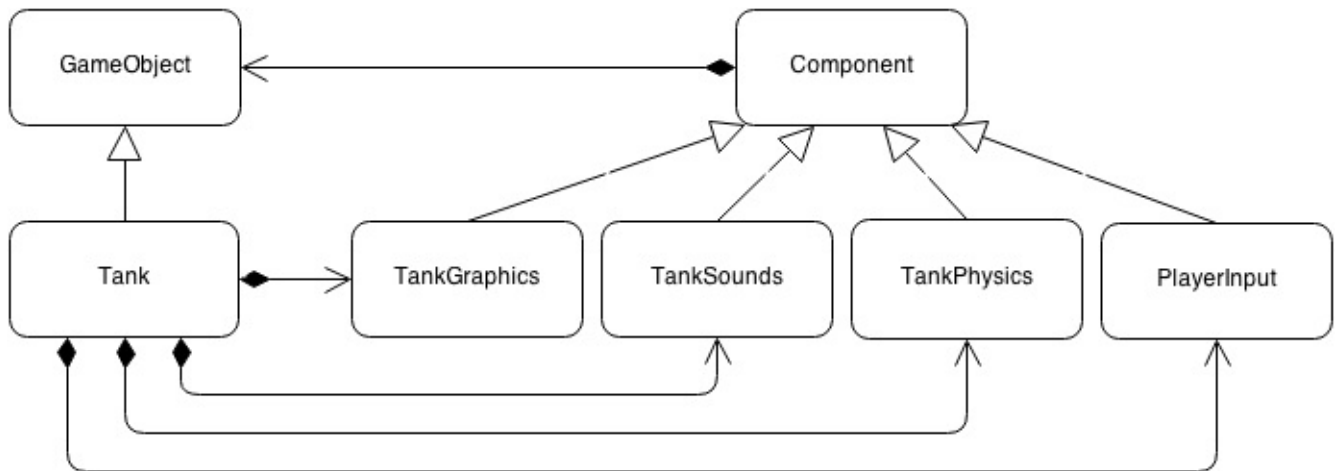 GameObject
Component
Tank
TankGraphics
TankSounds
TankPhysics
PlayerInput